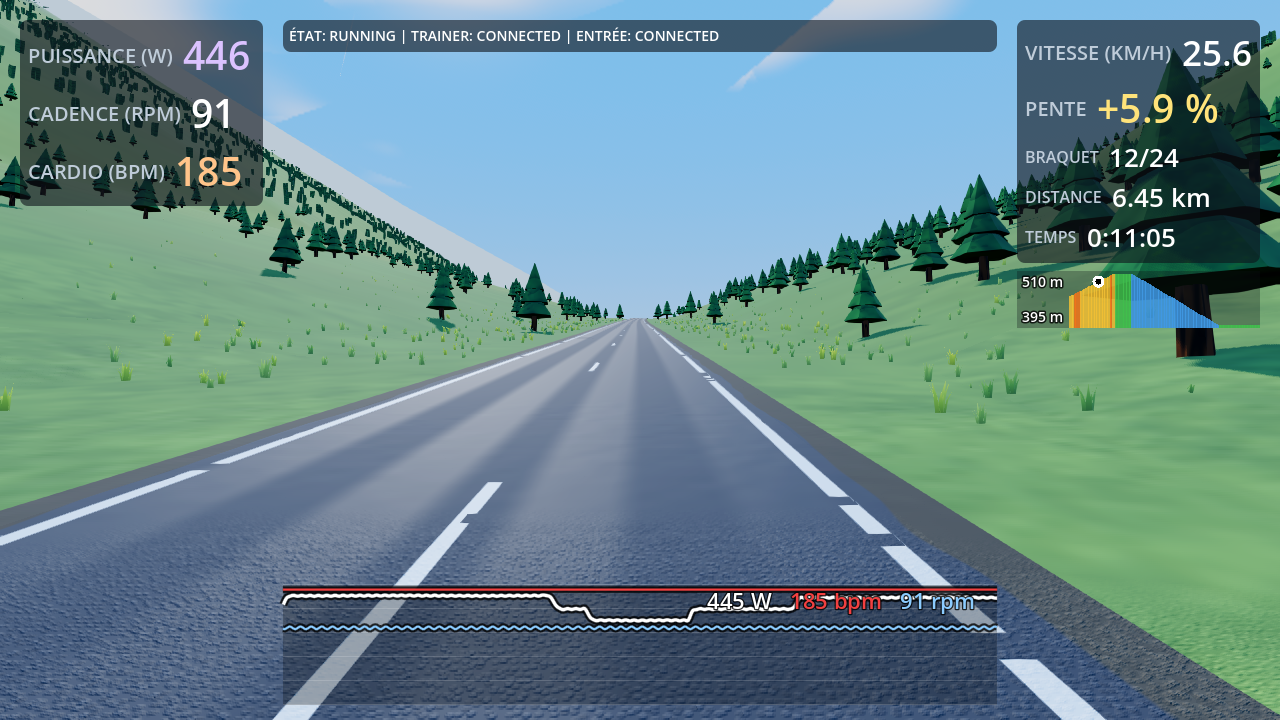 PUISSANCE (W) 446
CADENCE (RPM) 91
CARDIO (BPM) 185
ÉTAT: RUNNING | TRAINER: CONNECTED | ENTRÉE: CONNECTED
VITESSE (KM/H) 25.6
PENTE +5.9 %
BRAQUET 12/24
DISTANCE 6.45 km
TEMPS 0:11:05
510 m
395 m
445 W 185 bpm 91 rpm